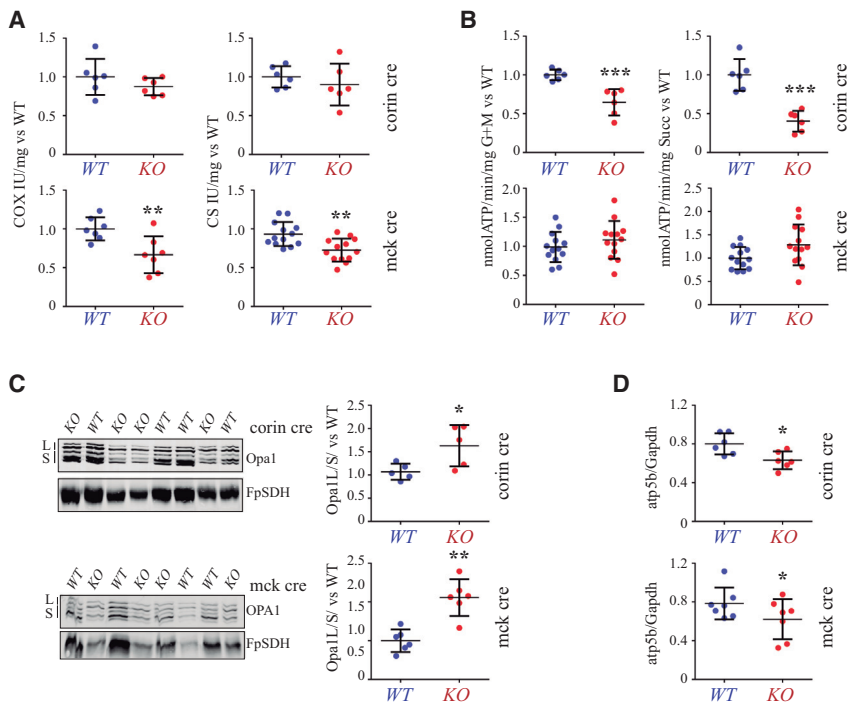 A
COX IU/mg vs WT
1.5
1.0
0.5
0
WT KO
CS IU/mg vs WT
1.5
1.0
0.5
0
WT KO
corin cre
1.5
1.0
0.5
0
**
WT KO
1.5
1.0
0.5
0
**
WT KO
mck cre
B
nmolATP/min/mg G+M vs WT
1.5
1.0
0.5
0
***
WT KO
nmolATP/min/mg Succ vs WT
1.5
1.0
0.5
0
***
WT KO
corin cre
2.0
1.5
1.0
0.5
0
WT KO
2.5
2.0
1.5
1.0
0.5
0
WT KO
mck cre
C
KO WT KO KO WT WT KO WT
corin cre
L
S
Opa1
FpSDH
Opa1L/S/ vs WT
2.5
2.0
1.5
1.0
0.5
0
*
WT KO
corin cre
WT KO WT KO KO WT WT KO
mck cre
L
S
OPA1
FpSDH
Opa1L/S/ vs WT
2.5
2.0
1.5
1.0
0.5
0
**
WT KO
mck cre
D
atp5b/Gapdh
1.2
0.8
0.4
0
*
WT KO
corin cre
atp5b/Gapdh
1.2
0.8
0.4
0
*
WT KO
mck cre